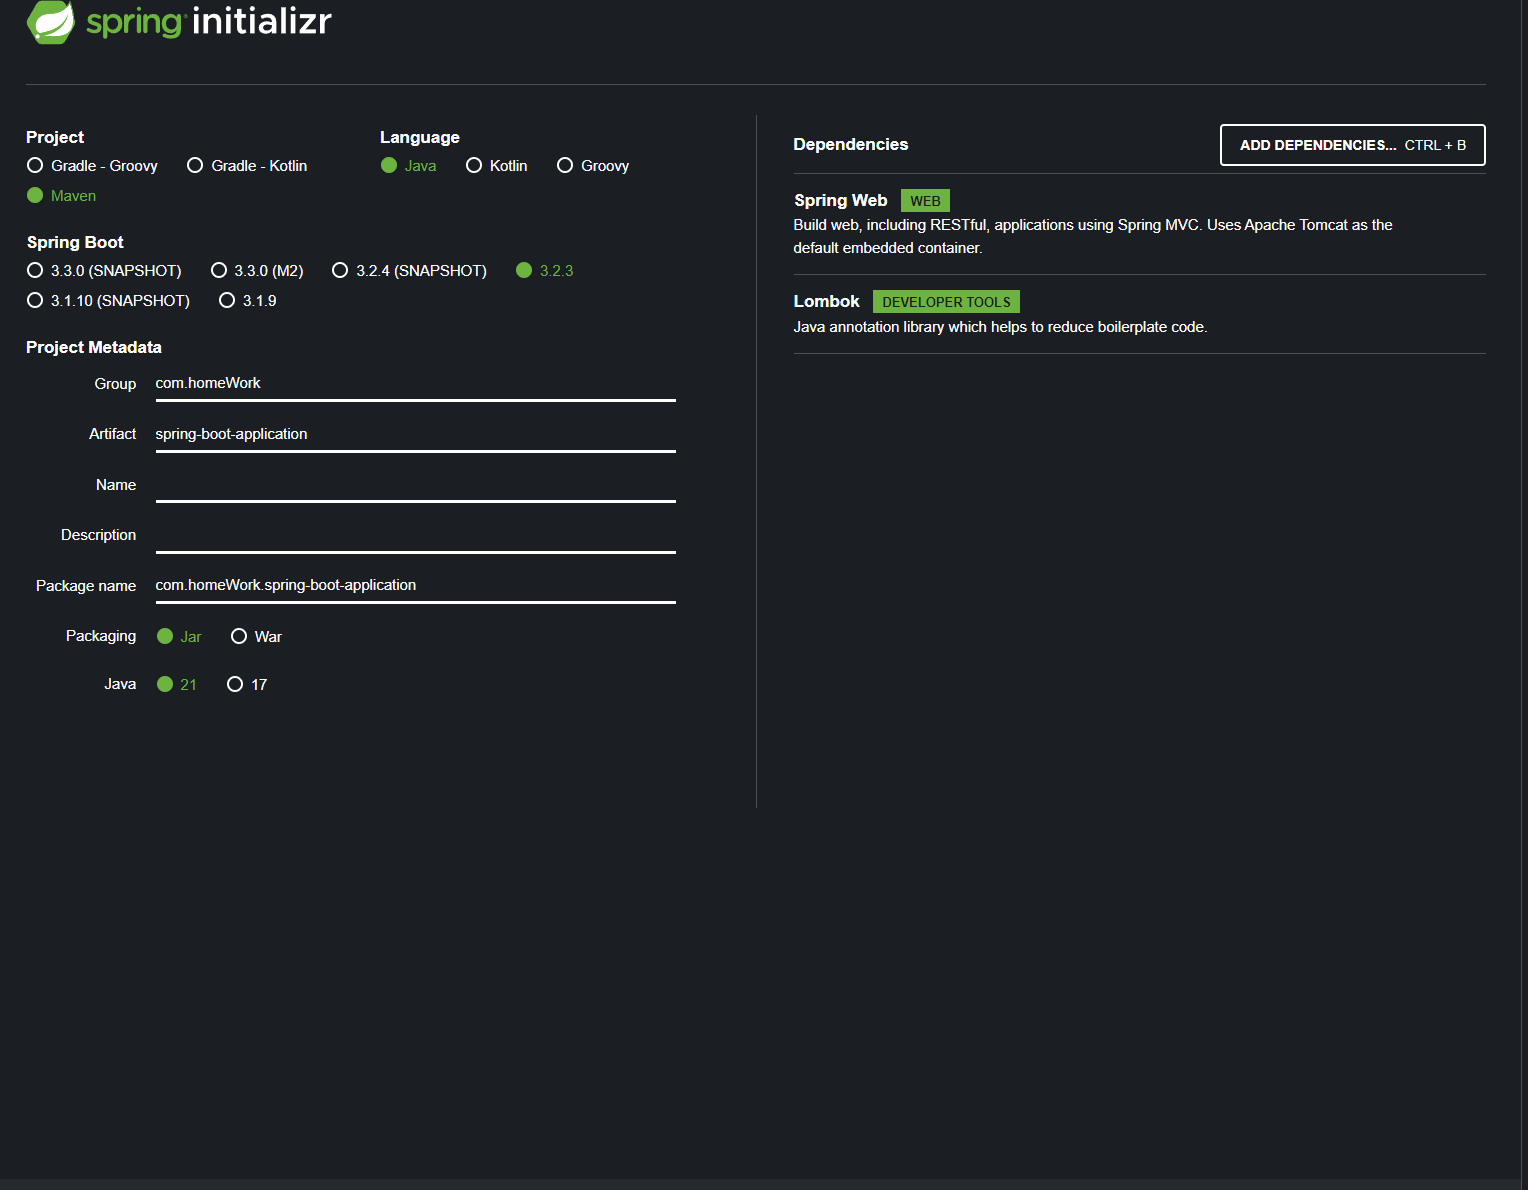 spring initializr
Project
Gradle - Groovy Gradle - Kotlin
Maven
Language
Java Kotlin Groovy
Spring Boot
3.3.0 (SNAPSHOT) 3.3.0 (M2) 3.2.4 (SNAPSHOT) 3.2.3
3.1.10 (SNAPSHOT) 3.1.9
Project Metadata
Group com.homeWork
Artifact spring-boot-application
Name
Description
Package name com.homeWork.spring-boot-application
Packaging Jar War
Java 21 17
Dependencies ADD DEPENDENCIES... CTRL + B
Spring Web WEB
Build web, including RESTful, applications using Spring MVC. Uses Apache Tomcat as the
default embedded container.
Lombok DEVELOPER TOOLS
Java annotation library which helps to reduce boilerplate code.